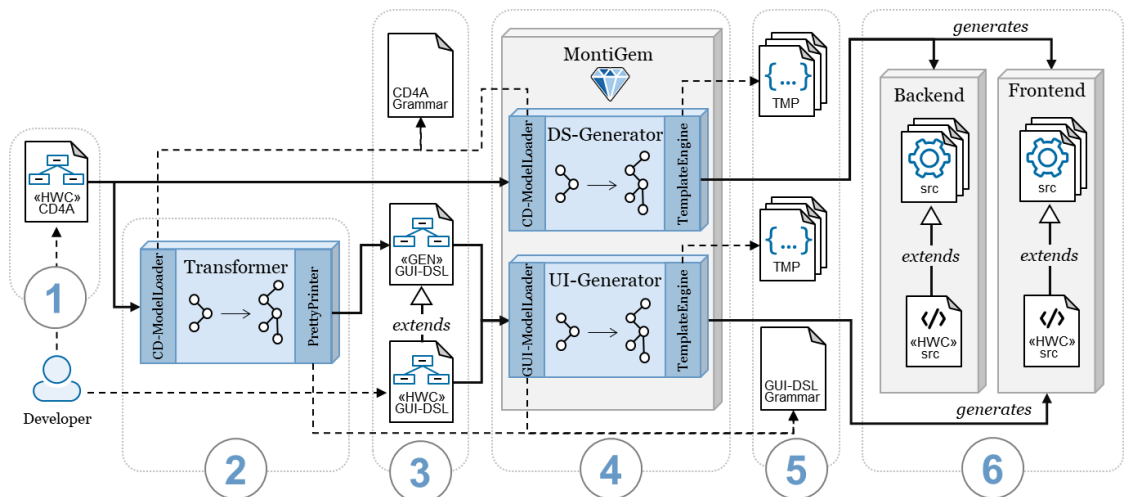 «HWC»
CD4A
1
Developer
CD-ModelLoader
Transformer
PrettyPrinter
2
CD4A
Grammar
«GEN»
GUI-DSL
extends
«HWC»
GUI-DSL
3
MontiGem
CD-ModelLoader
DS-Generator
TemplateEngine
GUI-ModelLoader
UI-Generator
TemplateEngine
4
{...}
TMP
{...}
TMP
GUI-DSL
Grammar
5
generates
Backend
src
extends
</>
«HWC»
src
Frontend
src
extends
</>
«HWC»
src
generates
6